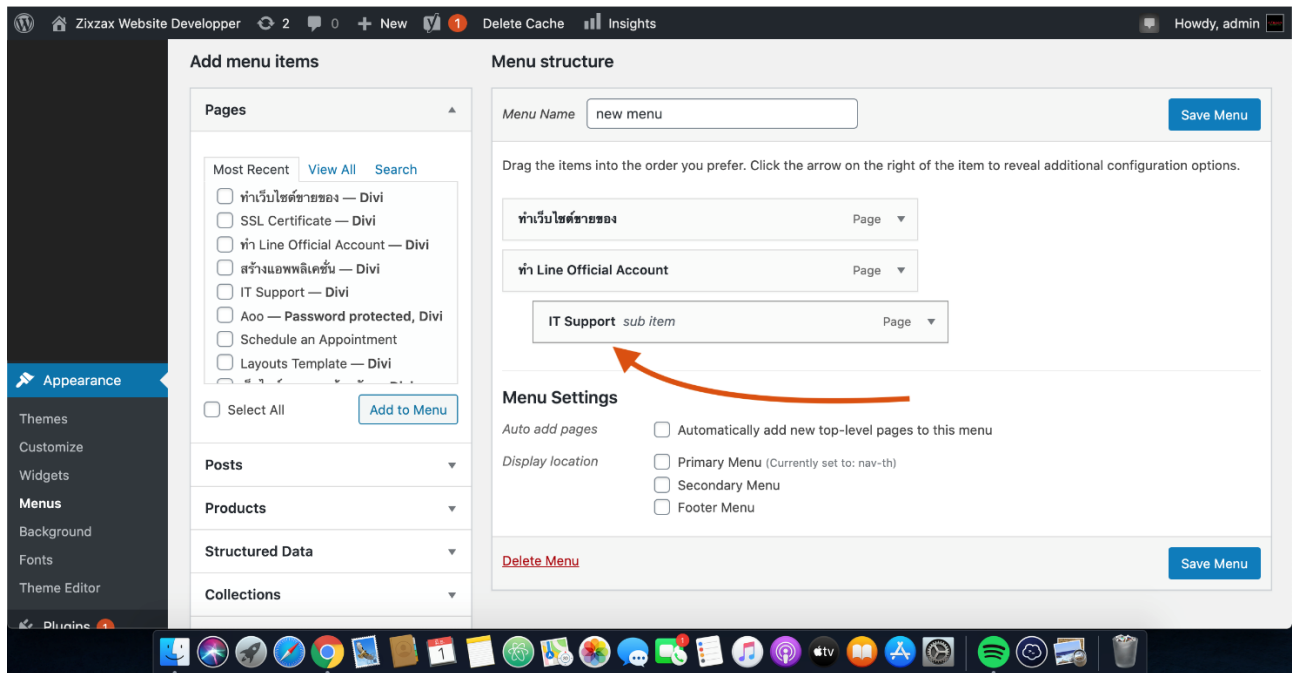 Zixzax Website Developper 2 0 New 1 Delete Cache Insights Howdy, admin
Add menu items
Pages
Most Recent View All Search
ทำเว็บไซต์ขายของ — Divi
SSL Certificate — Divi
ทำ Line Official Account — Divi
สร้างแอพพลิเคชั่น — Divi
IT Support — Divi
Aoo — Password protected, Divi
Schedule an Appointment
Layouts Template — Divi
Select All Add to Menu
Posts
Products
Structured Data
Collections
Menu structure
Menu Name new menu Save Menu
Drag the items into the order you prefer. Click the arrow on the right of the item to reveal additional configuration options.
ทำเว็บไซต์ขายของ Page
ทำ Line Official Account Page
IT Support sub item Page
Menu Settings
Auto add pages Automatically add new top-level pages to this menu
Display location Primary Menu (Currently set to: nav-th)
Secondary Menu
Footer Menu
Delete Menu Save Menu
Appearance
Themes
Customize
Widgets
Menus
Background
Fonts
Theme Editor
Plugins 1
1
tv